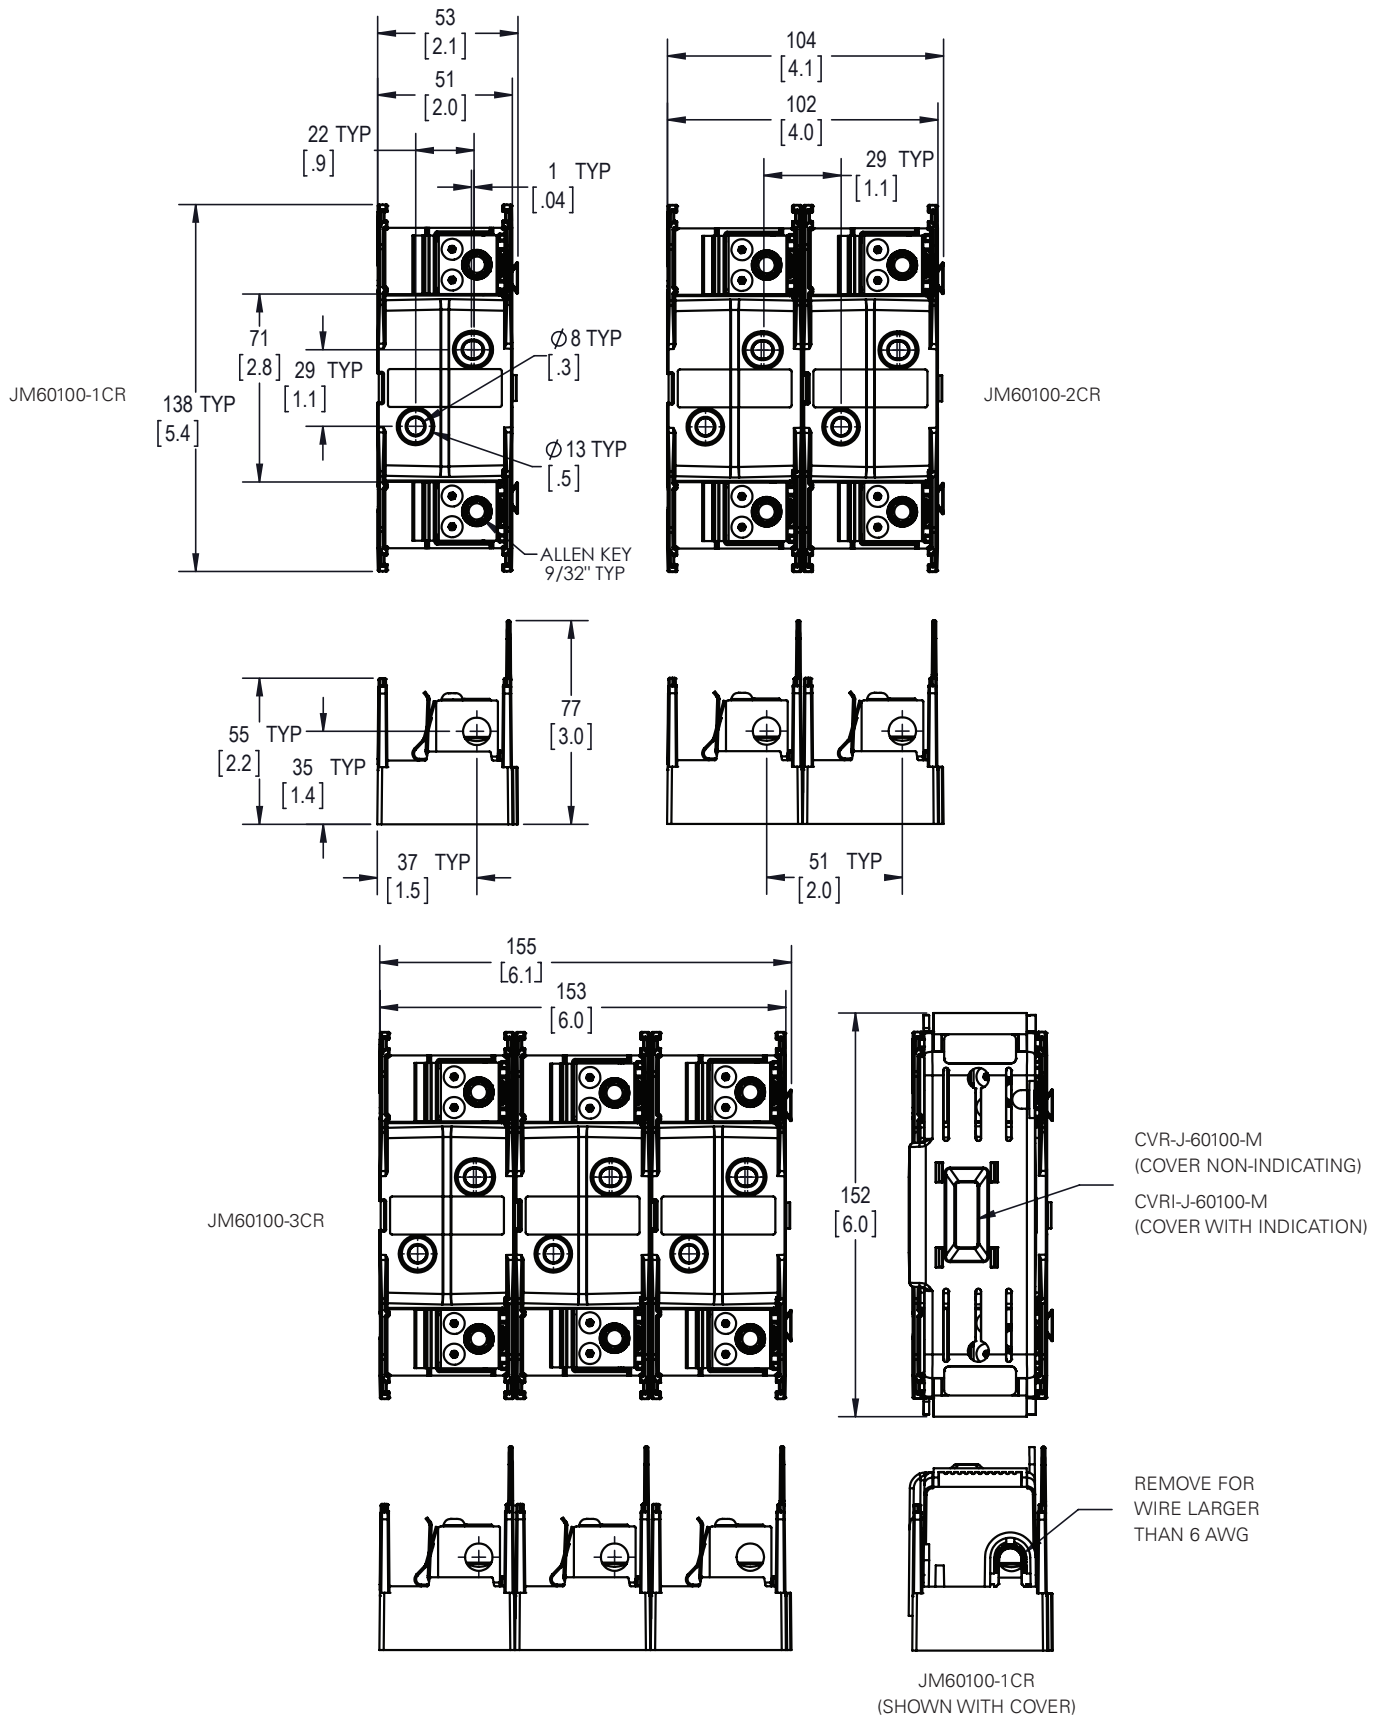 53
[2.1]
51
[2.0]
22 TYP
[.9]
1 TYP
[.04]
104
[4.1]
102
[4.0]
29 TYP
[1.1]
71
[2.8]
29 TYP
[1.1]
138 TYP
[5.4]
JM60100-1CR
Ø8 TYP
[.3]
Ø13 TYP
[.5]
ALLEN KEY
9/32" TYP
JM60100-2CR
55 TYP
[2.2]
35 TYP
[1.4]
77
[3.0]
37 TYP
[1.5]
51 TYP
[2.0]
155
[6.1]
153
[6.0]
JM60100-3CR
152
[6.0]
CVR-J-60100-M
(COVER NON-INDICATING)
CVRI-J-60100-M
(COVER WITH INDICATION)
REMOVE FOR
WIRE LARGER
THAN 6 AWG
JM60100-1CR
(SHOWN WITH COVER)